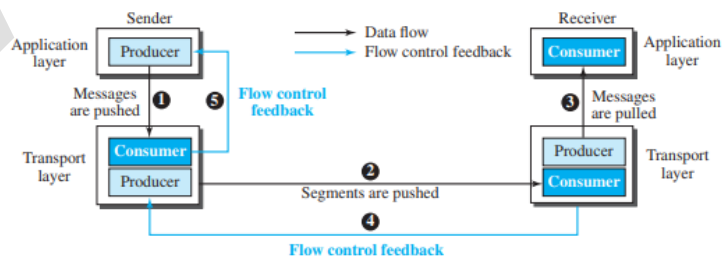 Sender
Receiver
Application
layer
Producer
Data flow
Flow control feedback
Consumer
Application
layer
Messages
are pushed
1
5
Flow control
feedback
3
Messages
are pulled
Transport
layer
Consumer
Producer
2
Segments are pushed
Producer
Consumer
Transport
layer
4
Flow control feedback